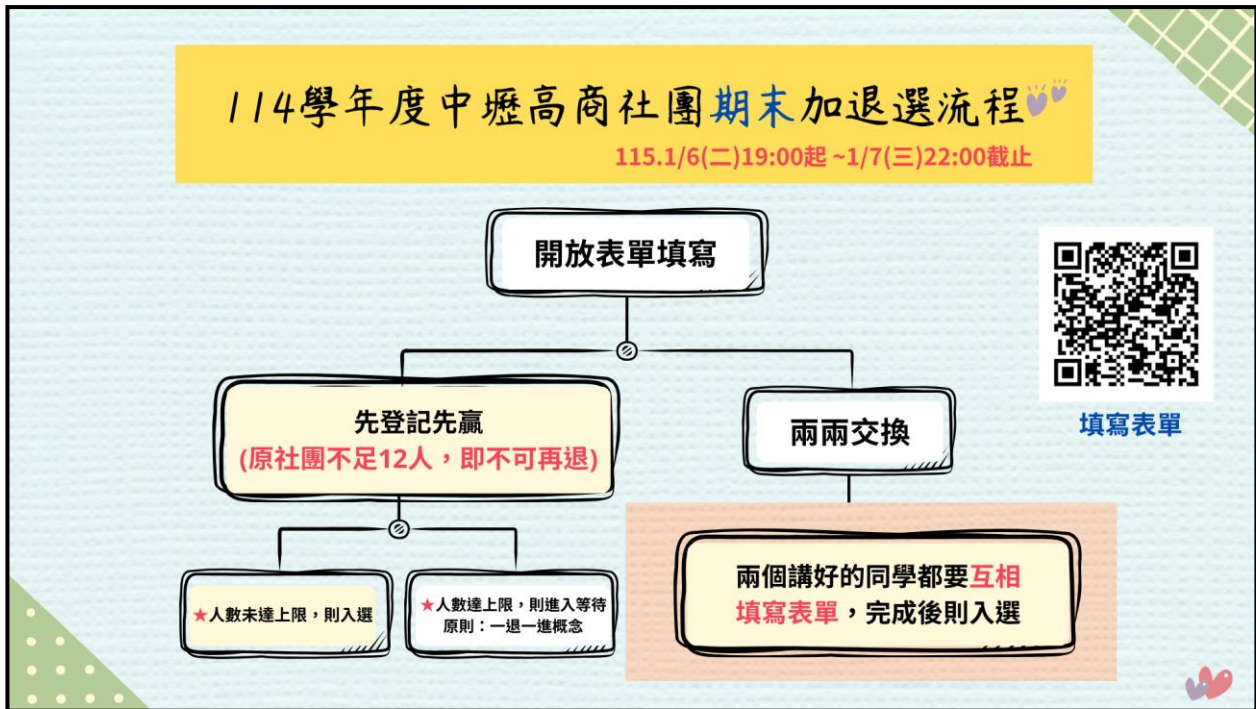 114學年度中壢高商社團期末加退選流程
115.1/6(二)19:00起 ~1/7(三)22:00截止
開放表單填寫
填寫表單
先登記先贏
(原社團不足12人，即不可再退)
兩兩交換
★人數未達上限，則入選
★人數達上限，則進入等待
原則：一退一進概念
兩個講好的同學都要互相
填寫表單，完成後則入選